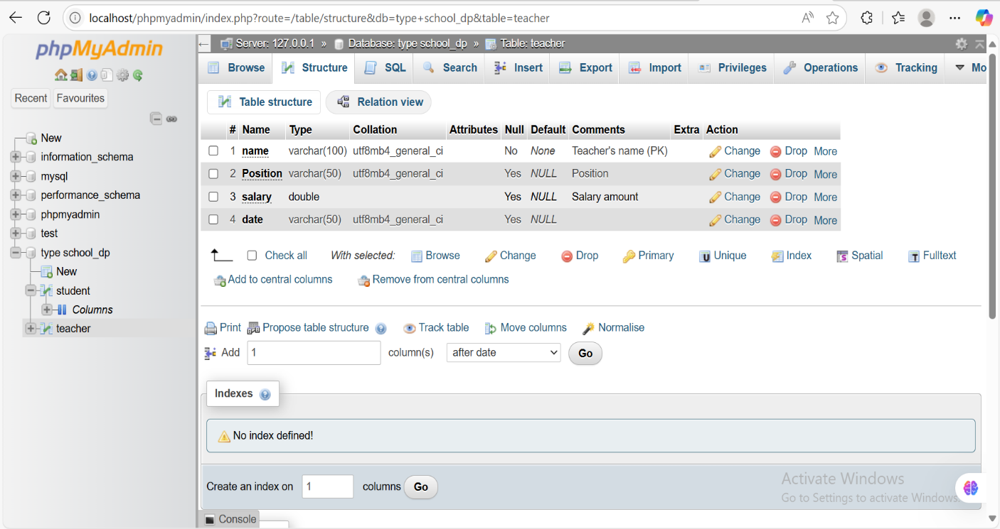 localhost/phpmyadmin/index.php?route=/table/structure&db=type+school_dp&table=teacher
phpMyAdmin
Recent Favourites
New
information_schema
mysql
performance_schema
phpmyadmin
test
type school_dp
New
student
Columns
teacher
Server: 127.0.0.1 » Database: type school_dp » Table: teacher
Browse Structure SQL Search Insert Export Import Privileges Operations Tracking Mo
Table structure Relation view
# Name Type Collation Attributes Null Default Comments Extra Action
1 name varchar(100) utf8mb4_general_ci No None Teacher's name (PK) Change Drop More
2 Position varchar(50) utf8mb4_general_ci Yes NULL Position Change Drop More
3 salary double Yes NULL Salary amount Change Drop More
4 date varchar(50) utf8mb4_general_ci Yes NULL Change Drop More
Check all With selected: Browse Change Drop Primary Unique Index Spatial Fulltext
Add to central columns Remove from central columns
Print Propose table structure Track table Move columns Normalise
Add 1 column(s) after date Go
Indexes
No index defined!
Create an index on 1 columns Go
Activate Windows
Go to Settings to activate Windows.
Console